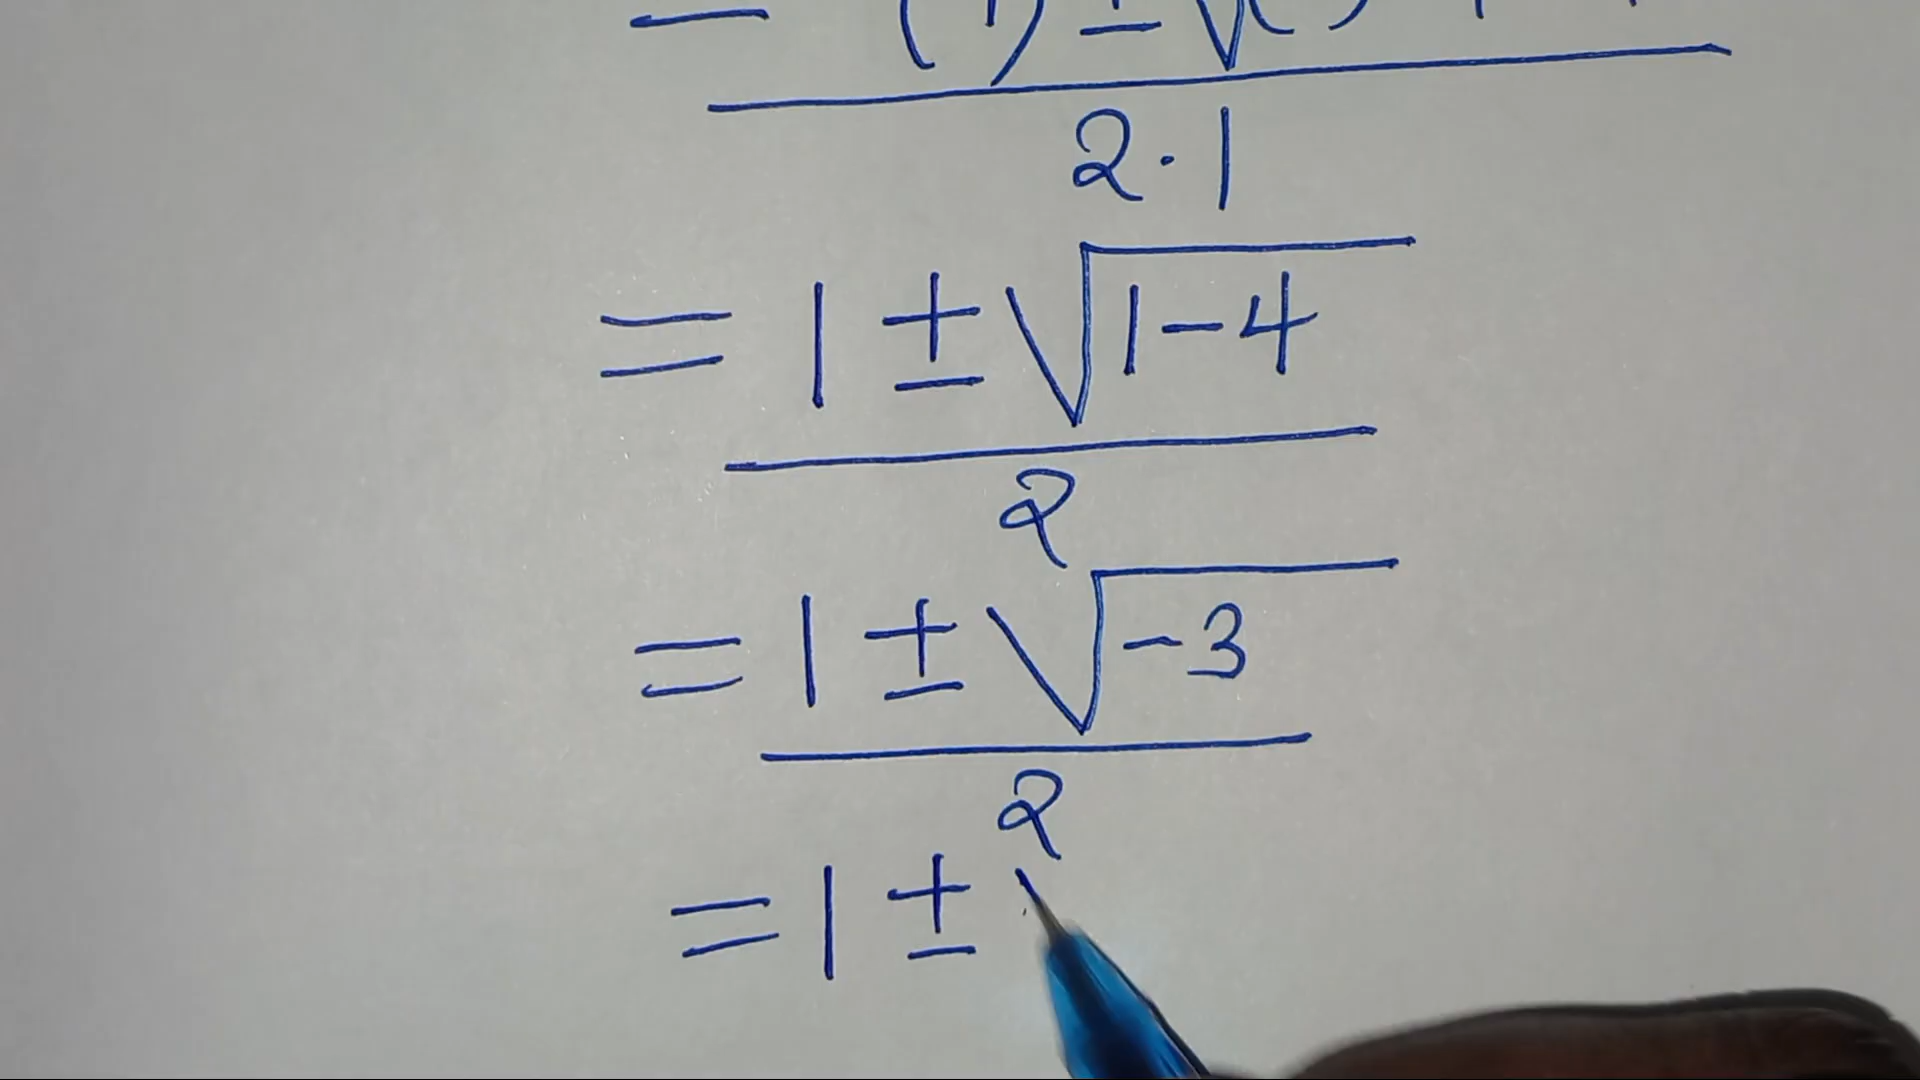 2·1
= 1 ± √1-4
2
= 1 ± √-3
2
= 1 ±